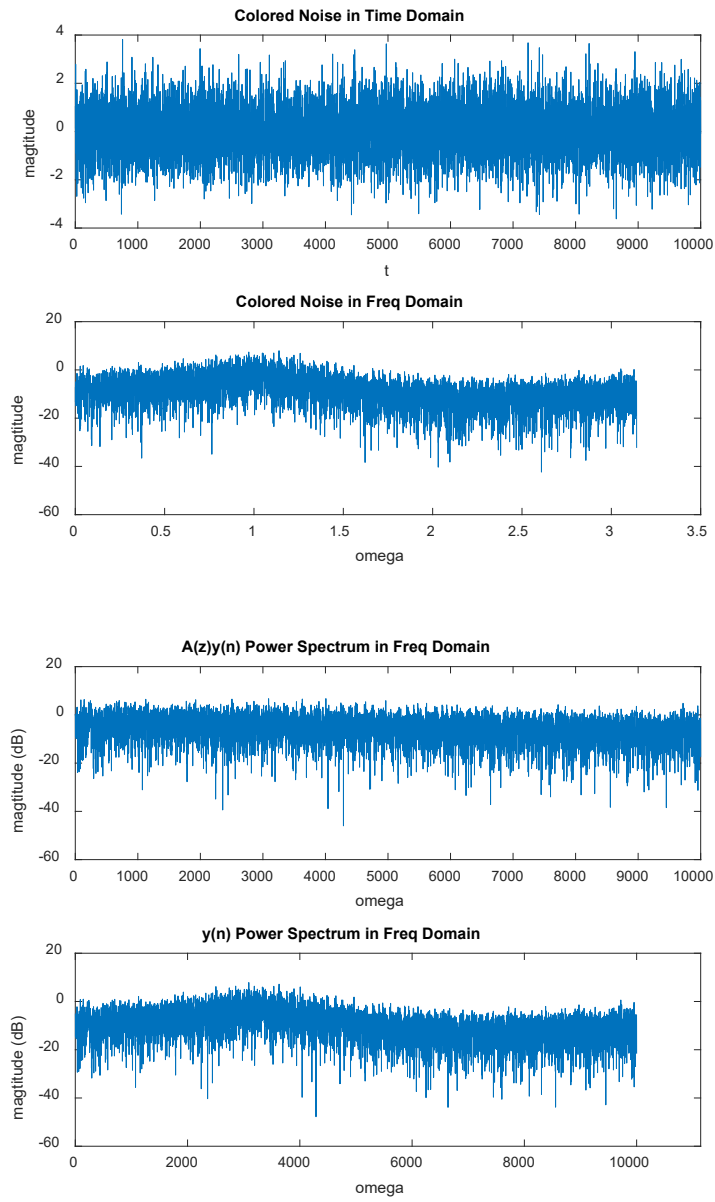 Colored Noise in Time Domain
4
2
0
-2
-4
magtitude
0 1000 2000 3000 4000 5000 6000 7000 8000 9000 10000
t
Colored Noise in Freq Domain
20
0
-20
-40
-60
magtitude
0 0.5 1 1.5 2 2.5 3 3.5
omega
A(z)y(n) Power Spectrum in Freq Domain
20
0
-20
-40
-60
magtitude (dB)
0 1000 2000 3000 4000 5000 6000 7000 8000 9000 10000
omega
y(n) Power Spectrum in Freq Domain
20
0
-20
-40
-60
magtitude (dB)
0 2000 4000 6000 8000 10000
omega